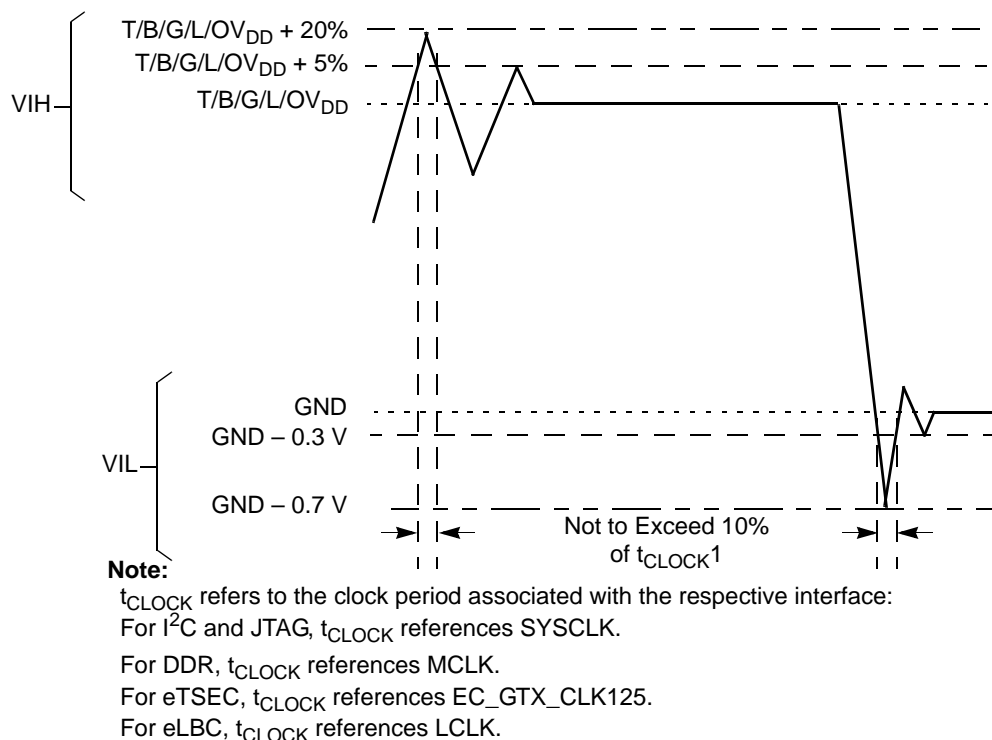 T/B/G/L/OVDD + 20%
T/B/G/L/OVDD + 5%
T/B/G/L/OVDD
VIH
GND
GND – 0.3 V
VIL
GND – 0.7 V
Not to Exceed 10%
of tCLOCK1
Note:
tCLOCK refers to the clock period associated with the respective interface:
For I2C and JTAG, tCLOCK references SYSCLK.
For DDR, tCLOCK references MCLK.
For eTSEC, tCLOCK references EC_GTX_CLK125.
For eLBC, tCLOCK references LCLK.